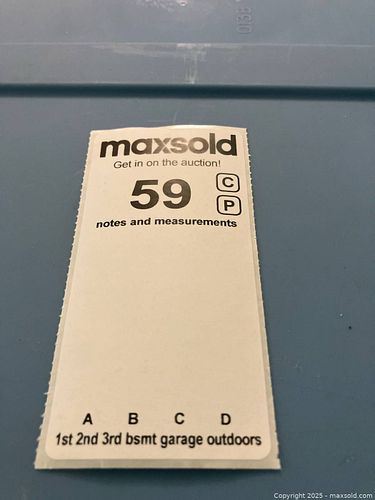 maxsold
Get in on the auction!
59
C
P
notes and measurements
A B C D
1st 2nd 3rd bsmt garage outdoors
Copyright 2025 - maxsold.com